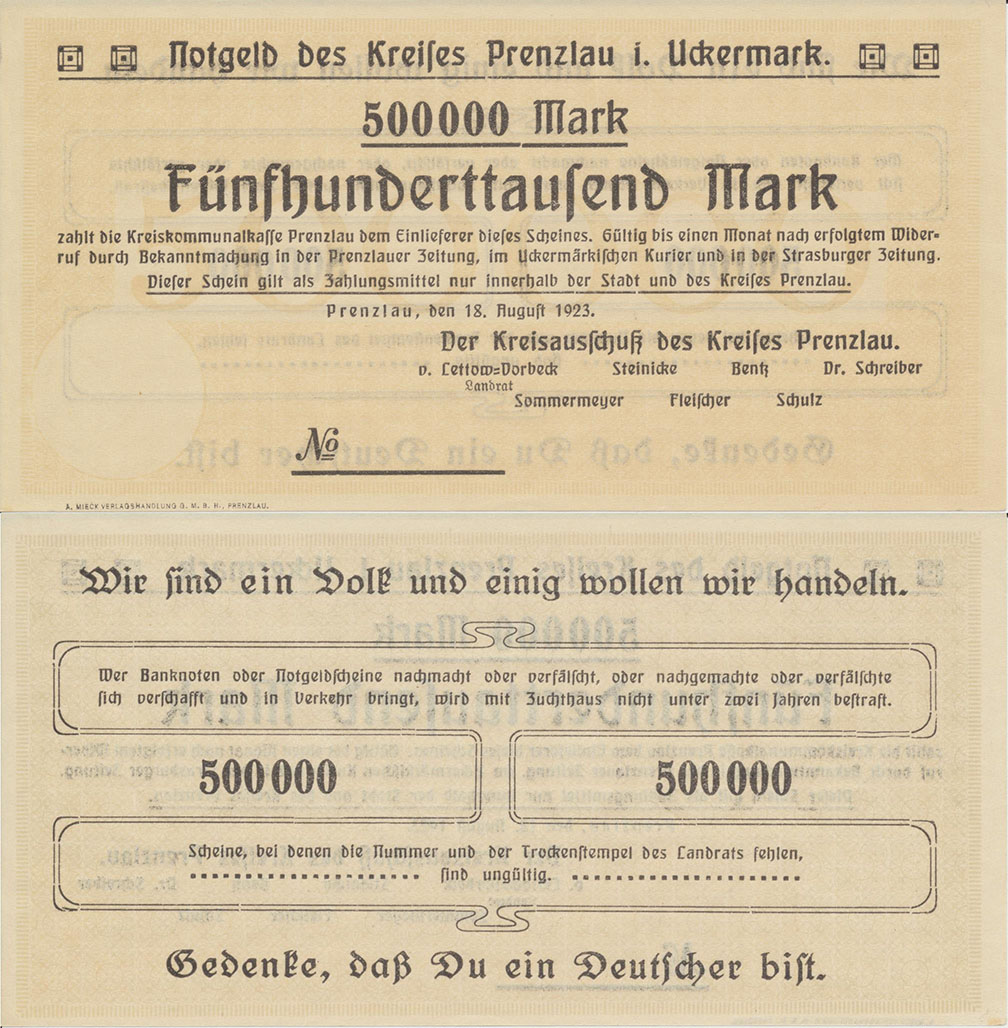 Notgeld des Kreises Prenzlau i. Uckermark.
500000 Mark
Fünfhunderttausend Mark
zahlt die Kreiskommunalkasse Prenzlau dem Einlieferer dieses Scheines. Gültig bis einen Monat nach erfolgtem Wider-
ruf durch Bekanntmachung in der Prenzlauer Zeitung, im Uckermärkischen Kurier und in der Strasburger Zeitung.
Dieser Schein gilt als Zahlungsmittel nur innerhalb der Stadt und des Kreises Prenzlau.
Prenzlau, den 18. August 1923.
Der Kreisausschuß des Kreises Prenzlau.
v. Lettow-Vorbeck Steinicke Bentz Dr. Schreiber
Landrat
Sommermeyer Fleischer Schulz
No
A. MIECK VERLAGSHANDLUNG G. M. B. H., PRENZLAU.
Wir sind ein Volk und einig wollen wir handeln.
Wer Banknoten oder Notgeldscheine nachmacht oder verfälscht, oder nachgemachte oder verfälschte
sich verschafft und in Verkehr bringt, wird mit Zuchthaus nicht unter zwei Jahren bestraft.
500000 500000
Scheine, bei denen die Nummer und der Trockenstempel des Landrats fehlen,
sind ungültig.
Gedenke, daß Du ein Deutscher bist.